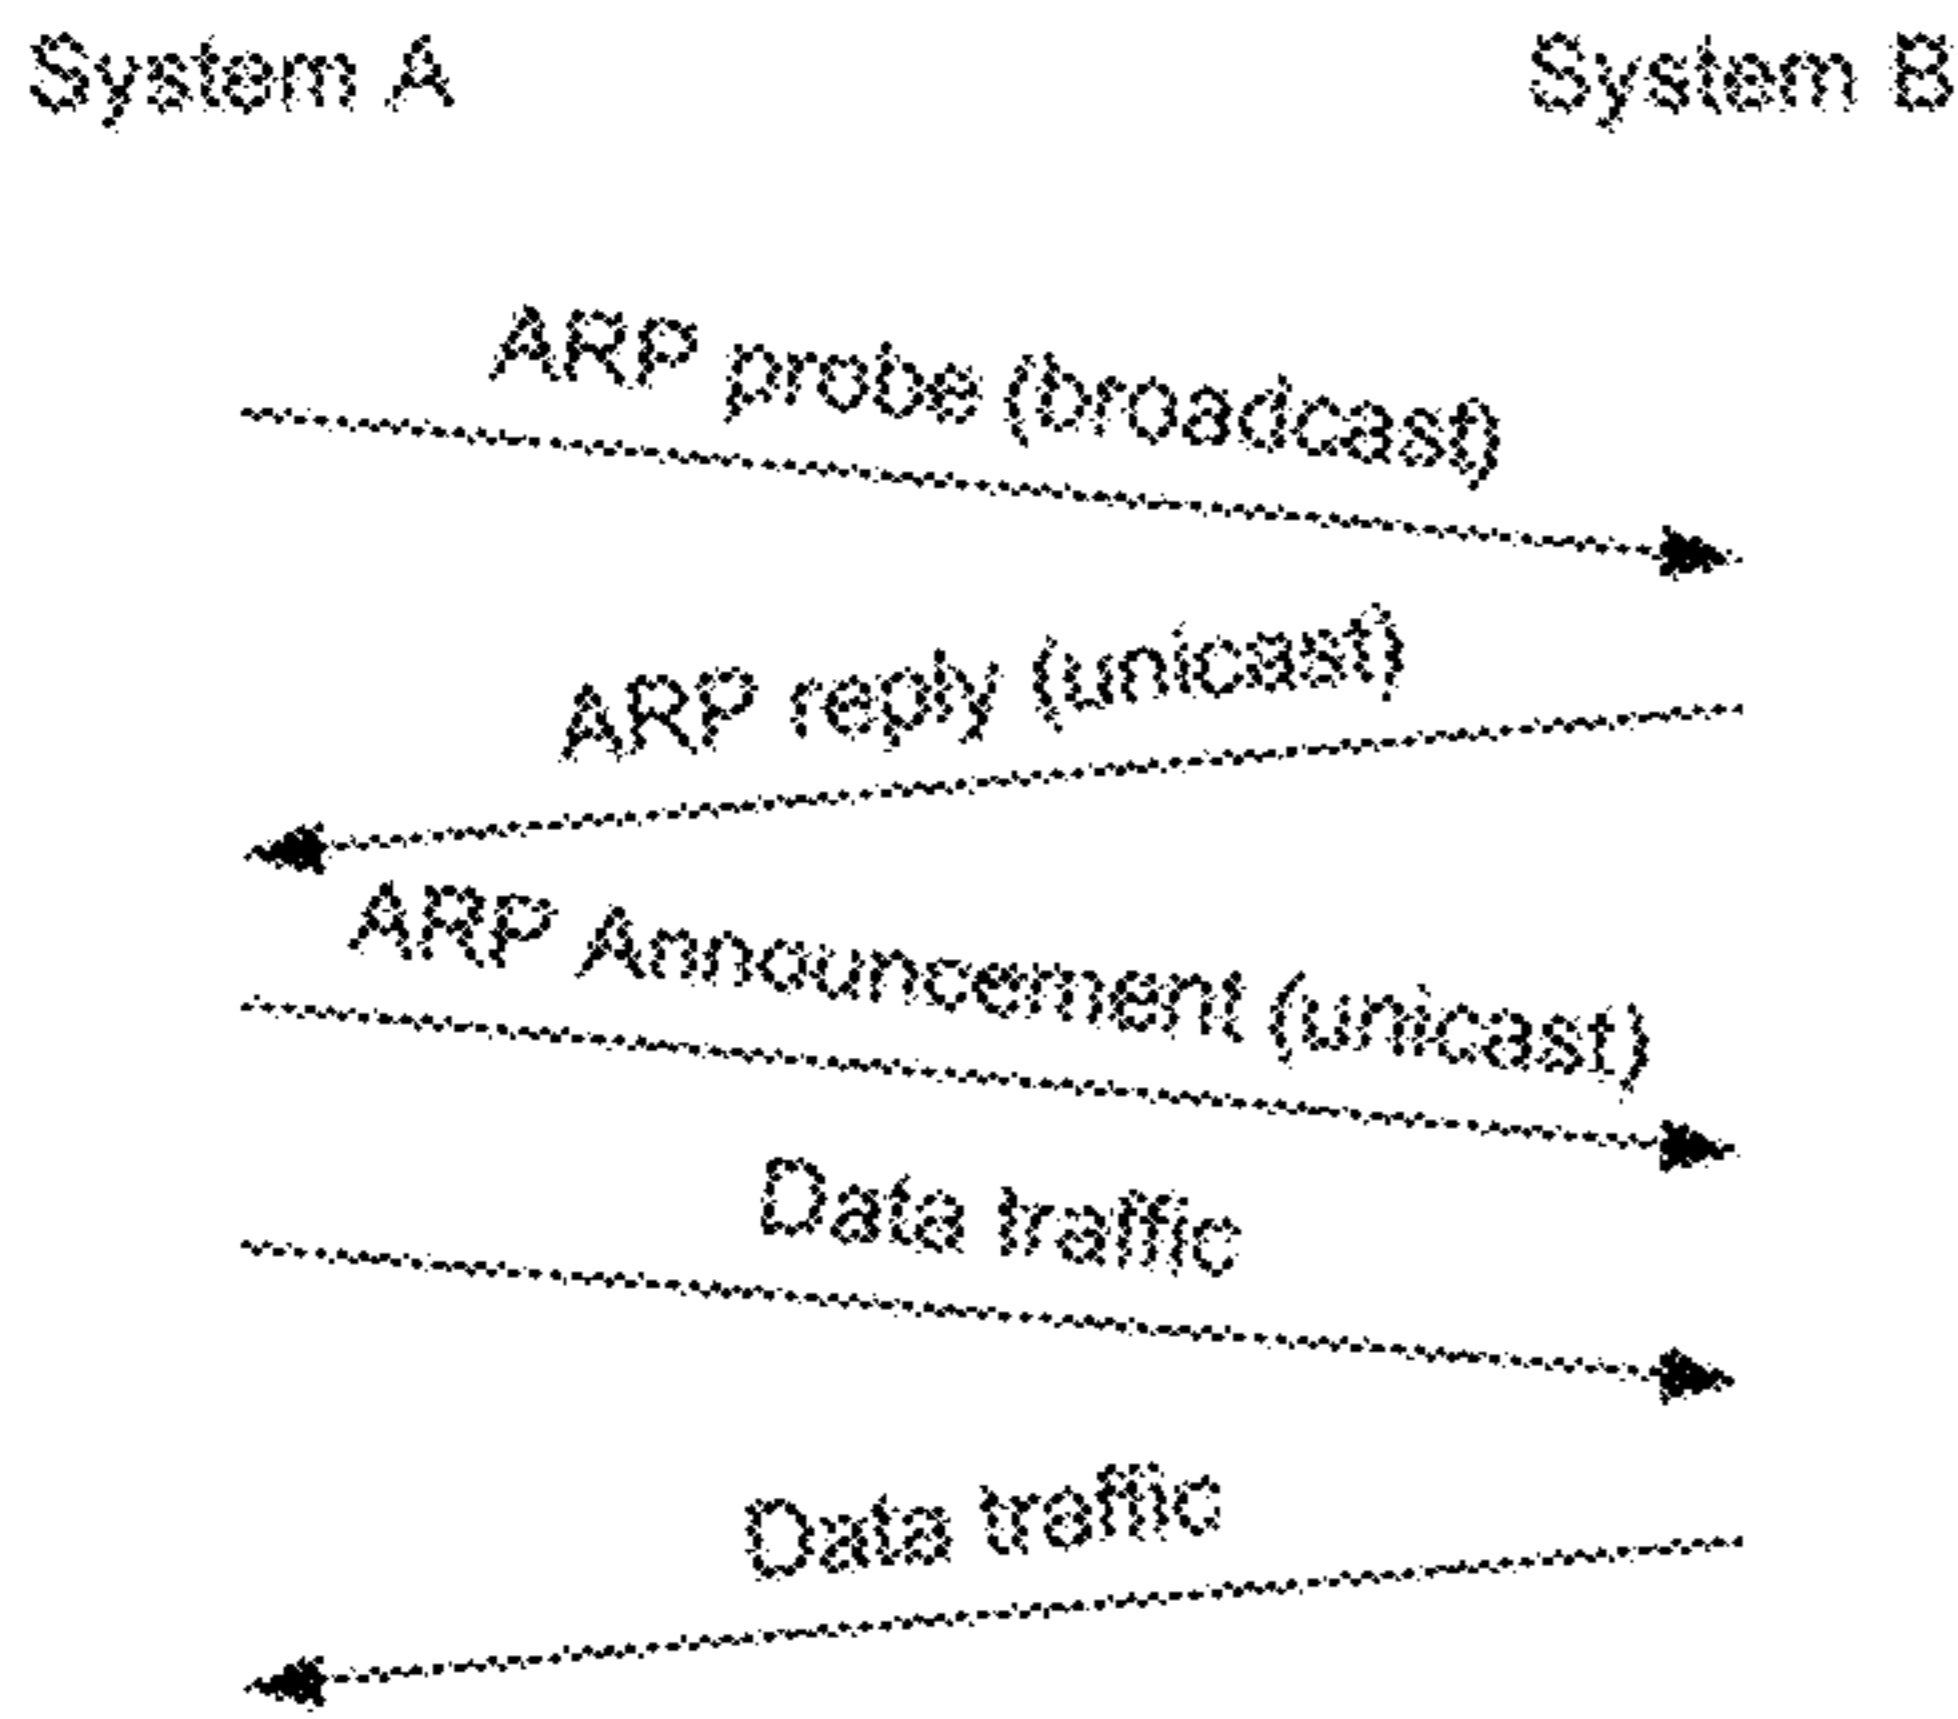 System A
System B
ARP probe (broadcast)
ARP reply (unicast)
ARP Announcement (unicast)
Data traffic
Data traffic